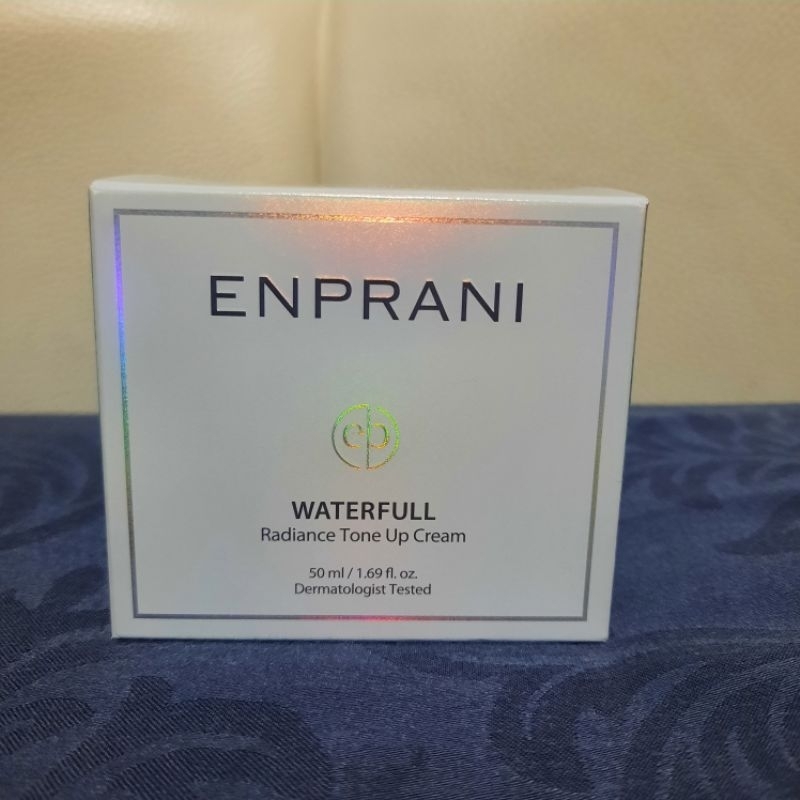 ENPRANI
ep
WATERFULL
Radiance Tone Up Cream
50 ml / 1.69 fl. oz.
Dermatologist Tested